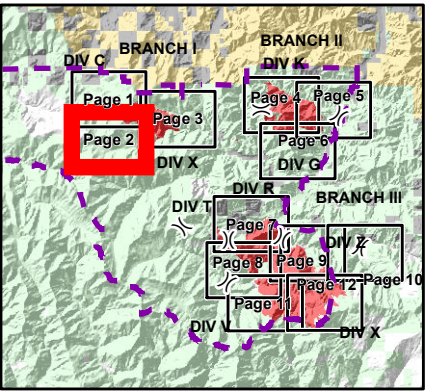 BRANCH I
BRANCH II
DIV C
DIV K
Page 1
Page 4
Page 5
Page 3
Page 2
Page 6
DIV X
DIV G
DIV R
BRANCH III
DIV T
Page 7
DIV Z
Page 8
Page 9
Page 10
Page 12
Page 11
DIV V
DIV X